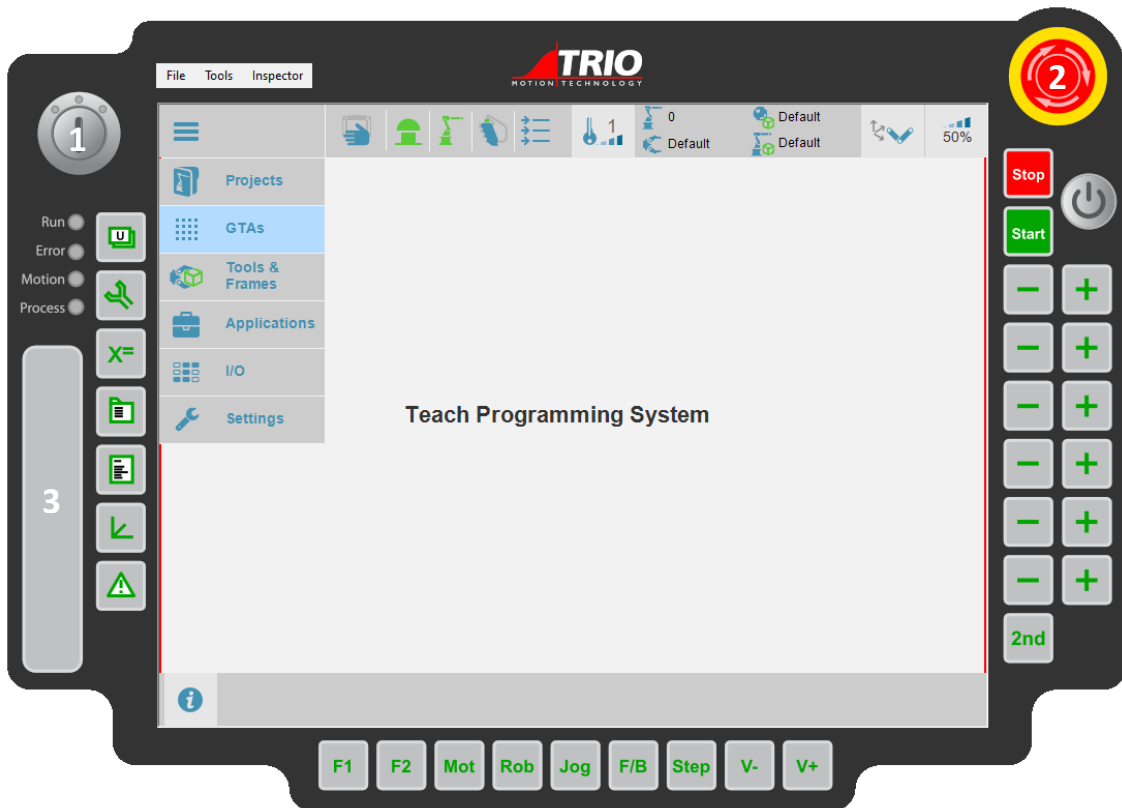 TRIO
MOTION TECHNOLOGY
File Tools Inspector
1
2
1
0
Default
Default
Default
50%
Projects
GTAs
Tools &
Frames
Applications
I/O
Settings
Teach Programming System
Run
Error
Motion
Process
U
X=
3
Stop
Start
− +
− +
− +
− +
− +
− +
2nd
i
F1 F2 Mot Rob Jog F/B Step V- V+